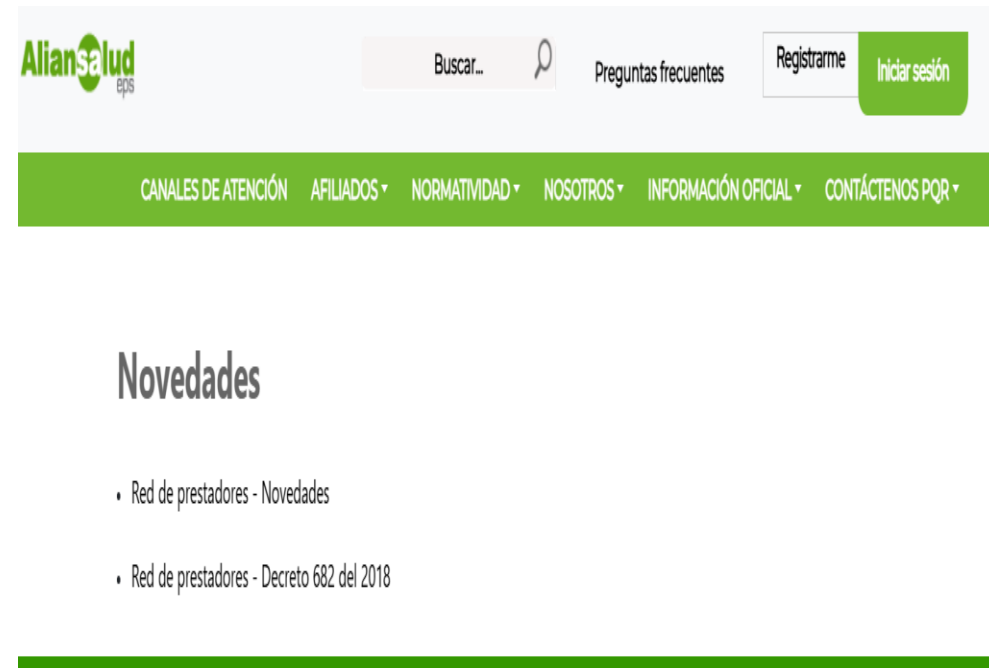 Aliansalud
eps
Buscar...
Preguntas frecuentes
Registrarme
Iniciar sesión
CANALES DE ATENCIÓN AFILIADOS NORMATIVIDAD NOSOTROS INFORMACIÓN OFICIAL CONTÁCTENOS PQR
Novedades
• Red de prestadores - Novedades
• Red de prestadores - Decreto 682 del 2018